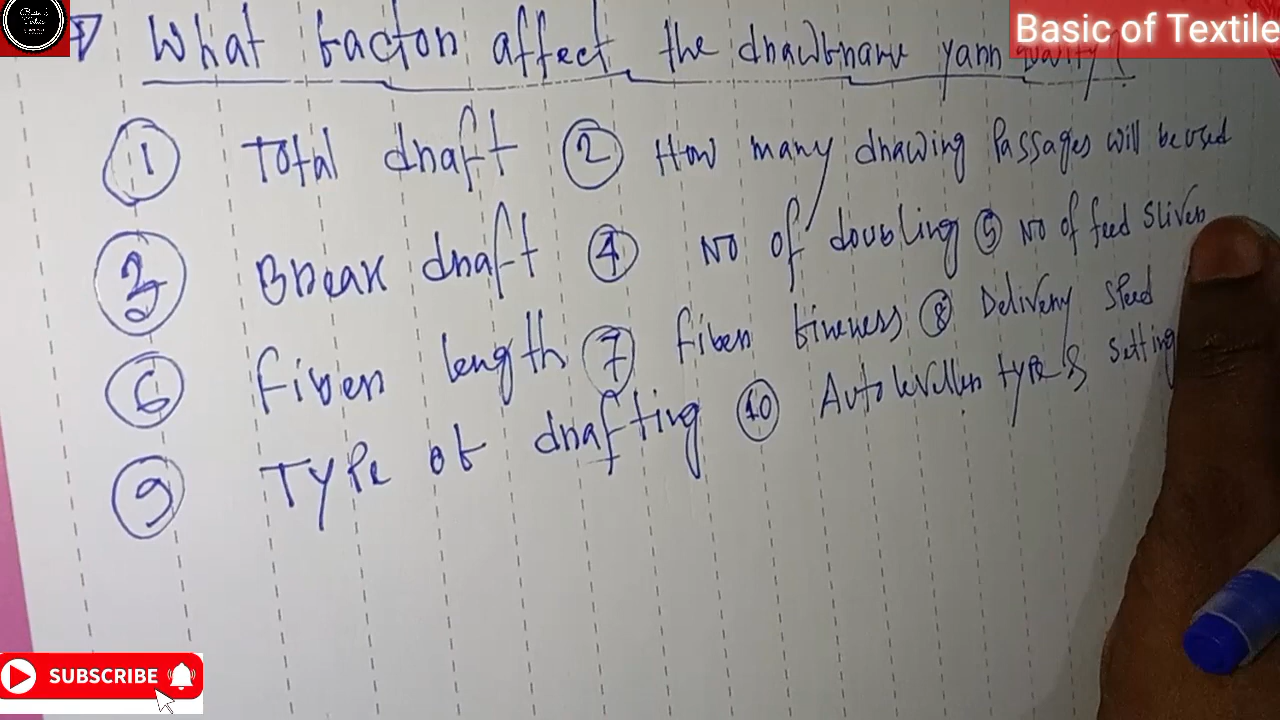 Basic of Textile
What factor affect the drawframe yarn quality?
① Total draft ② How many drawing Passages will be used
③ Break draft ④ No of doubling ⑤ No of feed sliver
⑥ Fiber length ⑦ Fiber fineness ⑧ Delivery speed
⑨ Type of drafting ⑩ Autoleveller type & setting
SUBSCRIBE